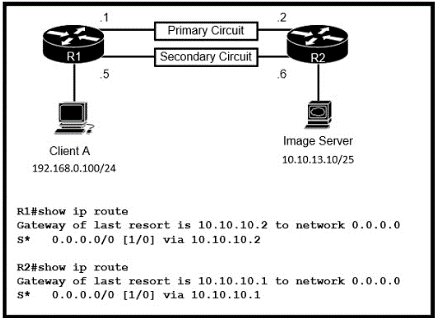 .1 Primary Circuit .2
R1 Secondary Circuit R2
.5 .6
Client A
192.168.0.100/24
Image Server
10.10.13.10/25
R1#show ip route
Gateway of last resort is 10.10.10.2 to network 0.0.0.0
S* 0.0.0.0/0 [1/0] via 10.10.10.2
R2#show ip route
Gateway of last resort is 10.10.10.1 to network 0.0.0.0
S* 0.0.0.0/0 [1/0] via 10.10.10.1